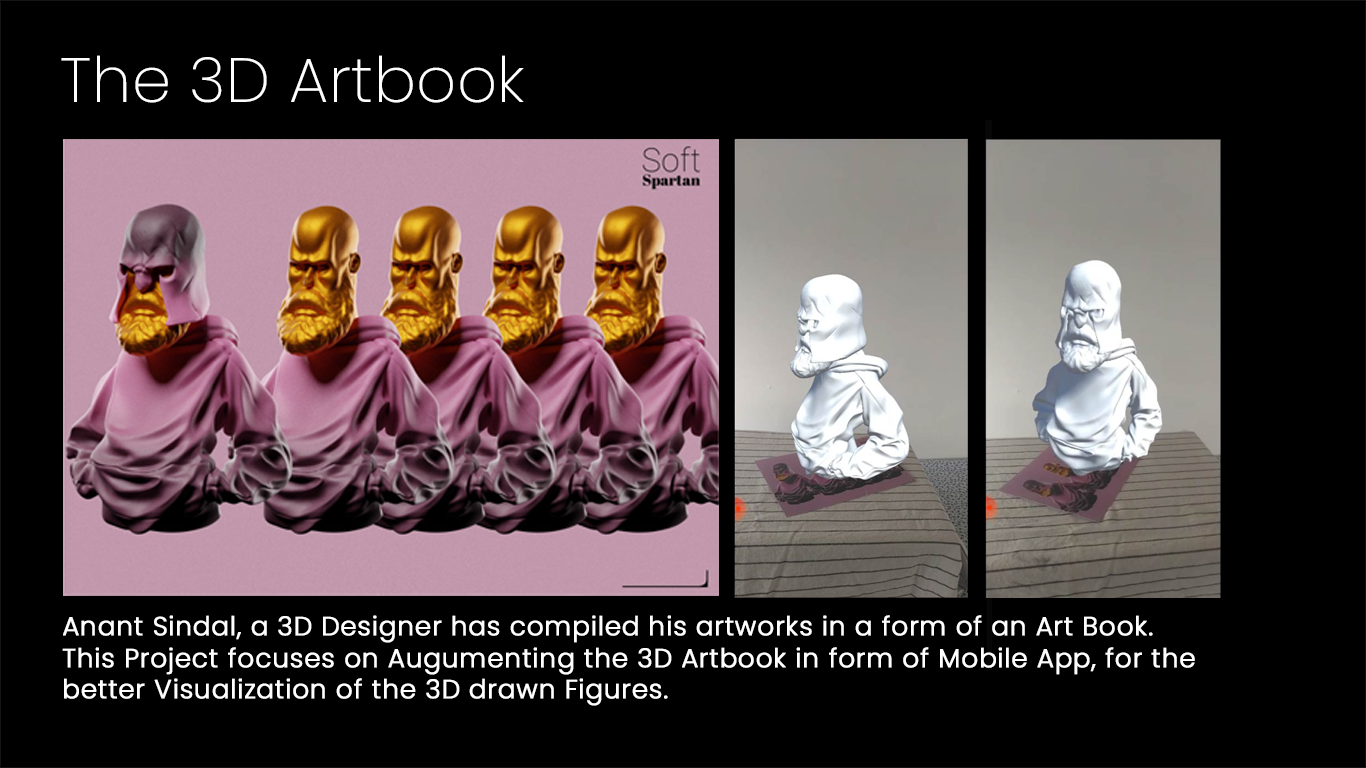 The 3D Artbook
Soft
Spartan
Anant Sindal, a 3D Designer has compiled his artworks in a form of an Art Book.
This Project focuses on Augumenting the 3D Artbook in form of Mobile App, for the
better Visualization of the 3D drawn Figures.